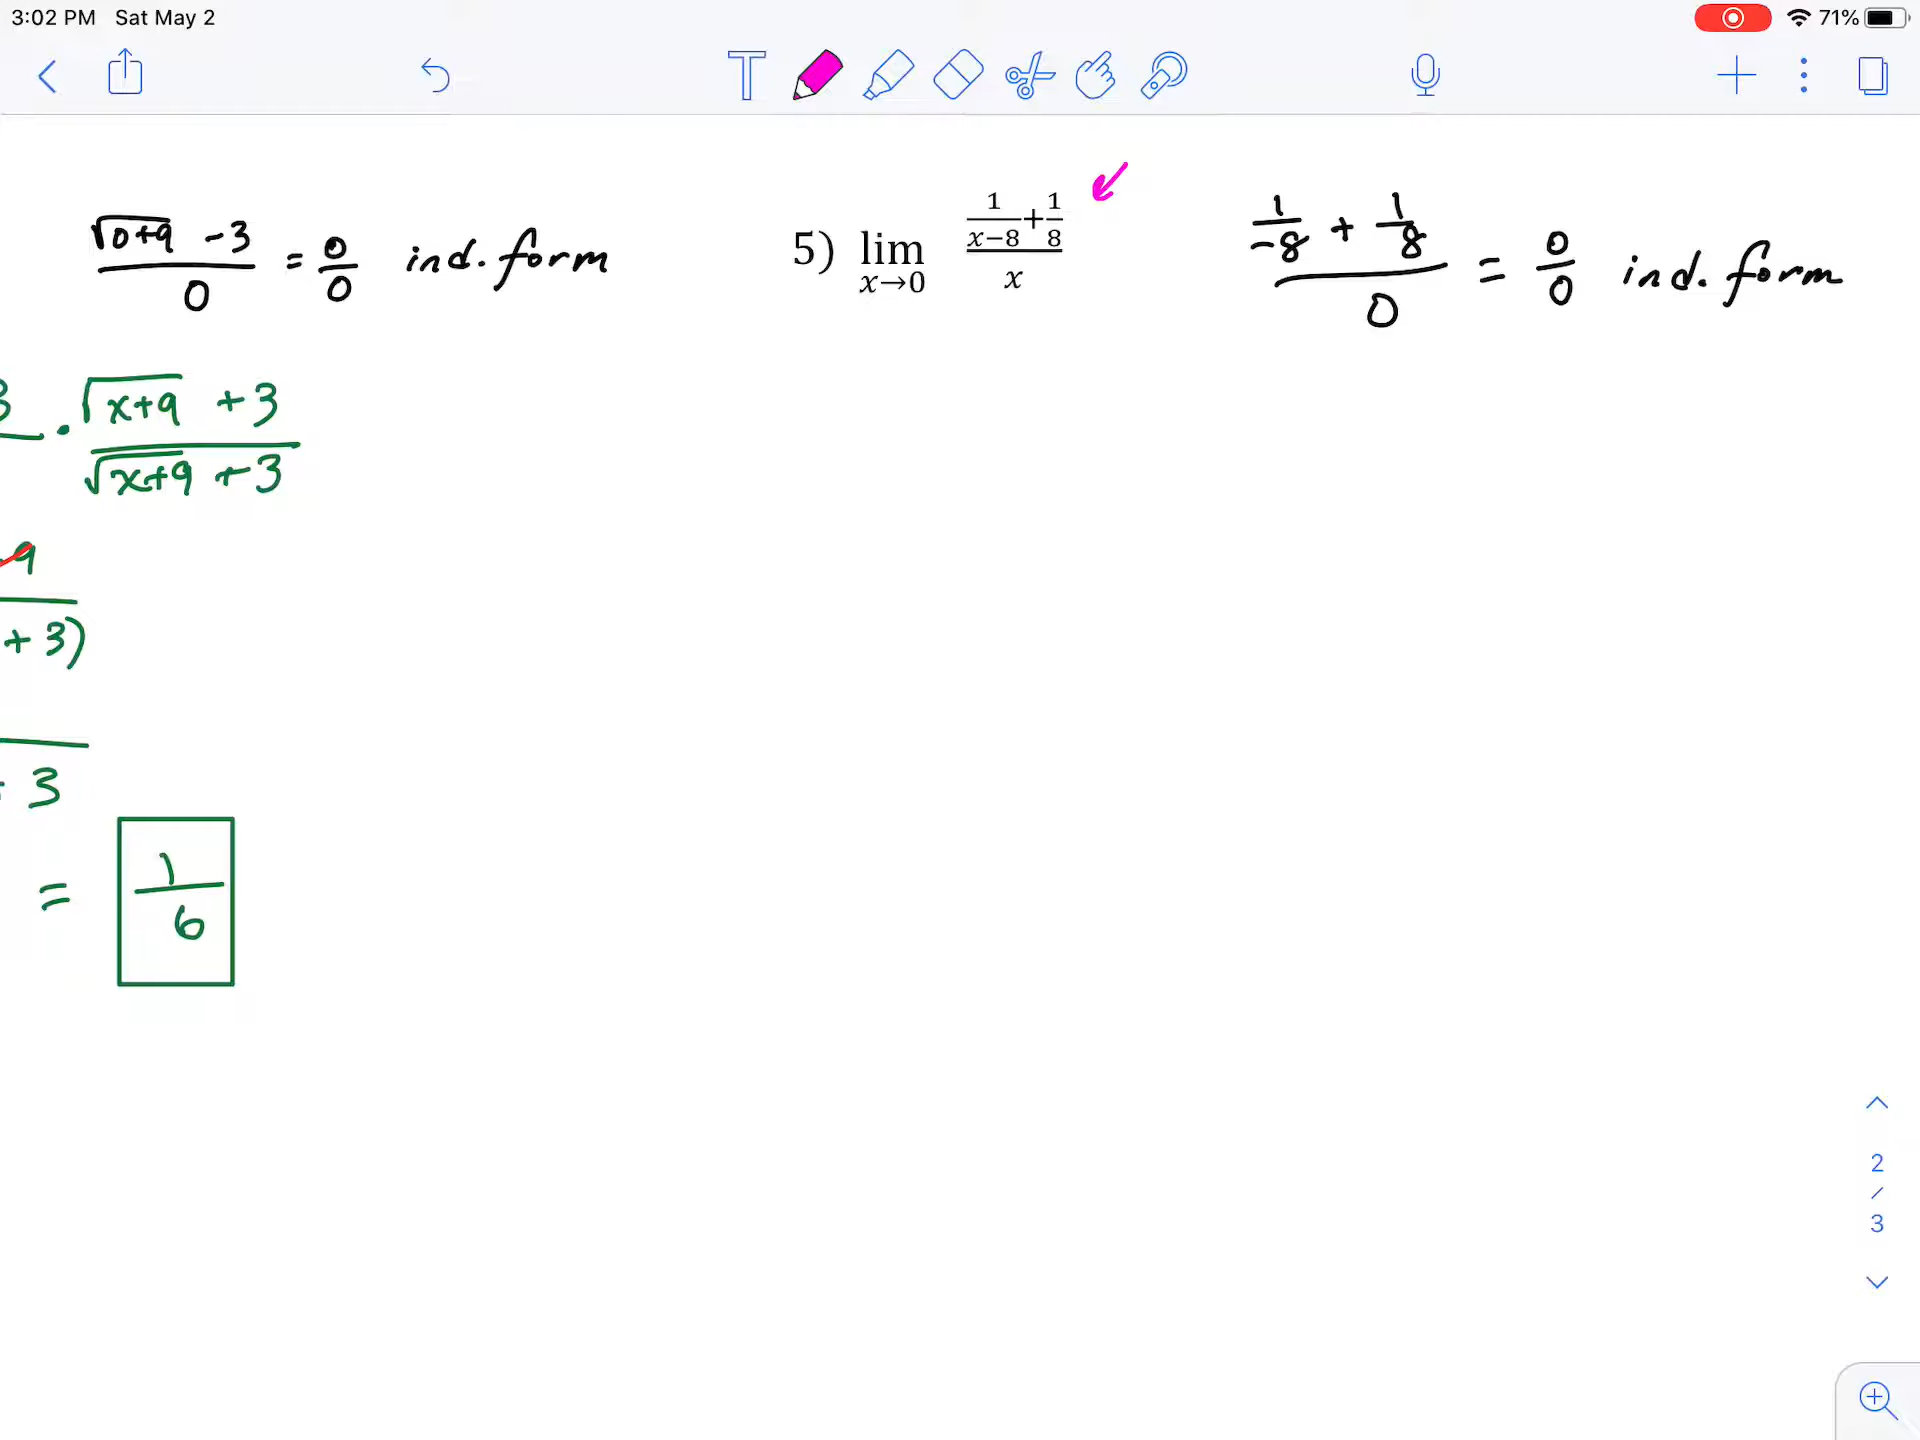 3:02 PM Sat May 2 71%
√(0+9) - 3 / 0 = 0/0 ind. form
3 / · √(x+9) + 3 / √(x+9) + 3
9
+ 3)
3
= 1/6
5) lim x→0 (1/(x−8) + 1/8) / x
(1/-8 + 1/8) / 0 = 0/0 ind. form
2
/
3